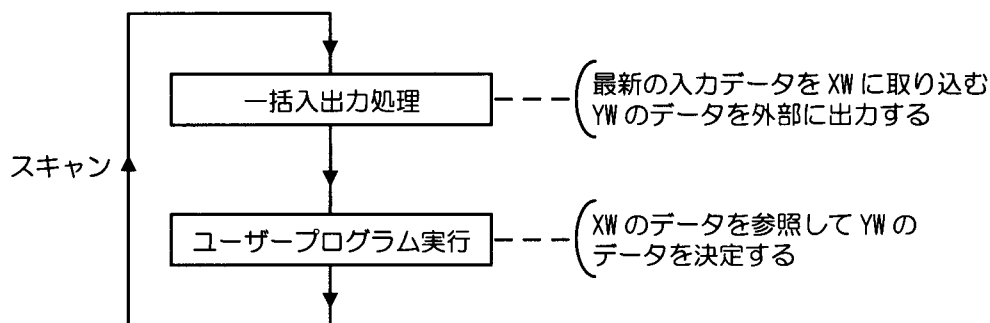 一括入出力処理
最新の入力データを XW に取り込む
YW のデータを外部に出力する
スキャン
ユーザープログラム実行
XW のデータを参照して YW の
データを決定する